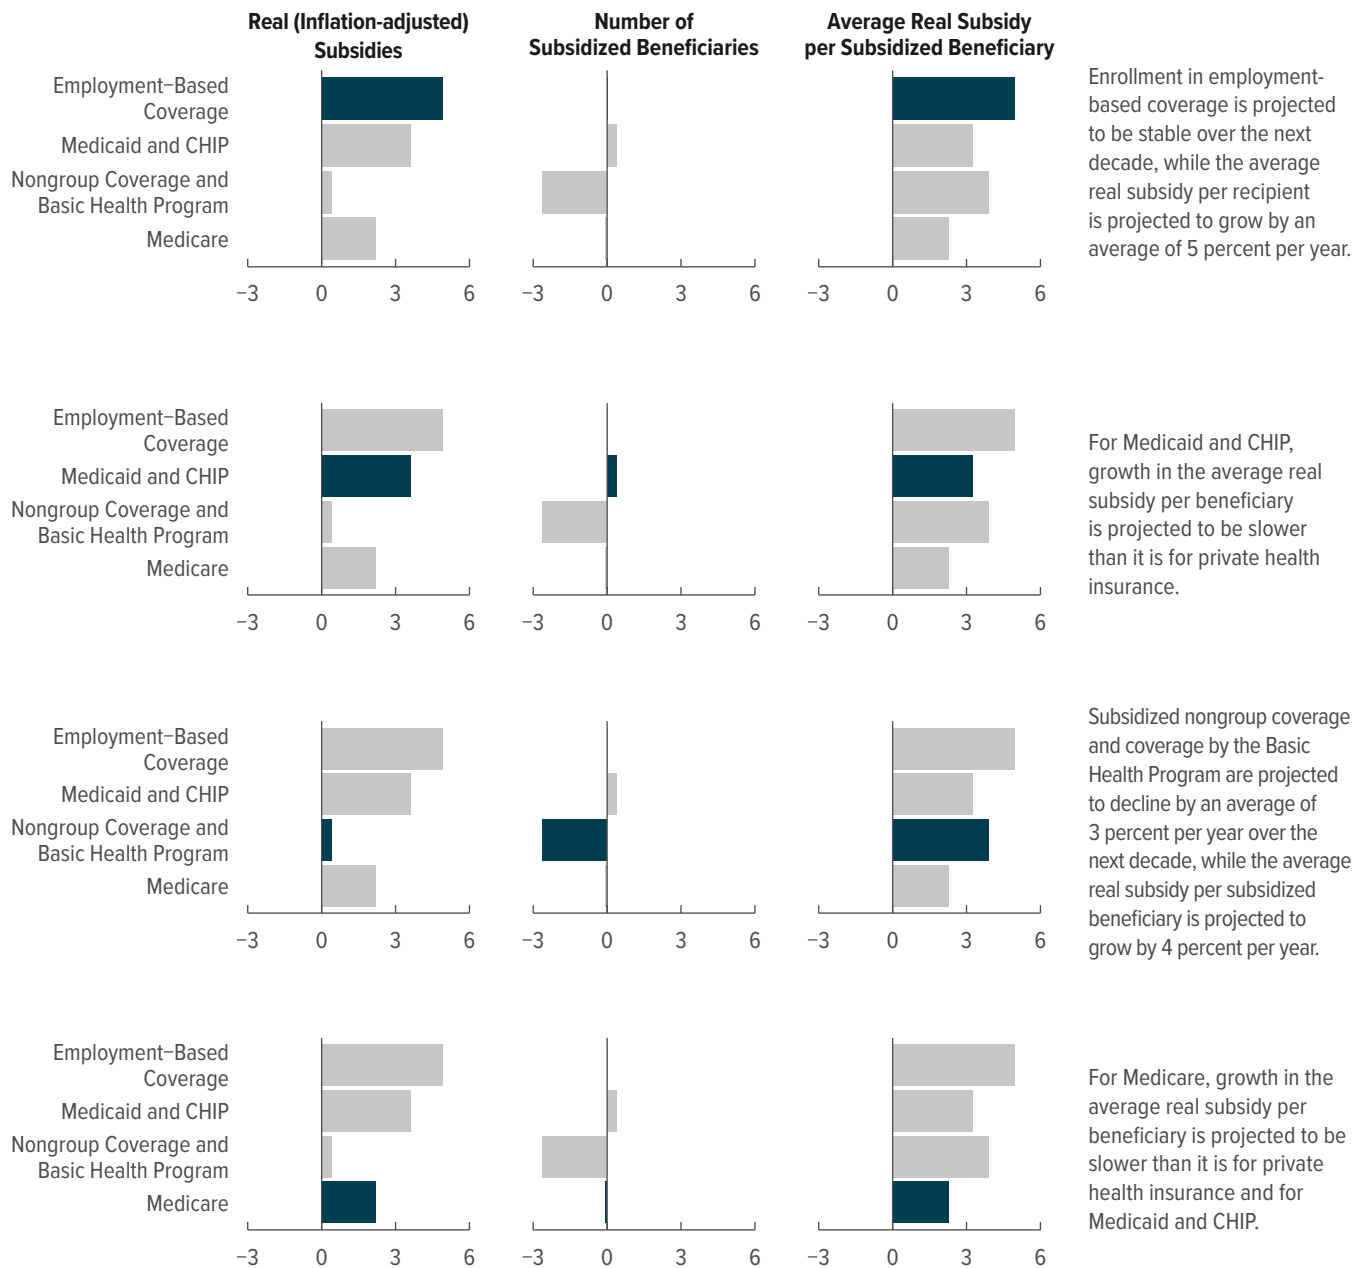 Real (Inflation-adjusted)
Subsidies
Number of
Subsidized Beneficiaries
Average Real Subsidy
per Subsidized Beneficiary
Employment–Based
Coverage
Medicaid and CHIP
Nongroup Coverage and
Basic Health Program
Medicare
−3 0 3 6
−3 0 3 6
−3 0 3 6
Enrollment in employment-
based coverage is projected
to be stable over the next
decade, while the average
real subsidy per recipient
is projected to grow by an
average of 5 percent per year.
Employment–Based
Coverage
Medicaid and CHIP
Nongroup Coverage and
Basic Health Program
Medicare
−3 0 3 6
−3 0 3 6
−3 0 3 6
For Medicaid and CHIP,
growth in the average real
subsidy per beneficiary
is projected to be slower
than it is for private health
insurance.
Employment–Based
Coverage
Medicaid and CHIP
Nongroup Coverage and
Basic Health Program
Medicare
−3 0 3 6
−3 0 3 6
−3 0 3 6
Subsidized nongroup coverage
and coverage by the Basic
Health Program are projected
to decline by an average of
3 percent per year over the
next decade, while the average
real subsidy per subsidized
beneficiary is projected to
grow by 4 percent per year.
Employment–Based
Coverage
Medicaid and CHIP
Nongroup Coverage and
Basic Health Program
Medicare
−3 0 3 6
−3 0 3 6
−3 0 3 6
For Medicare, growth in the
average real subsidy per
beneficiary is projected to be
slower than it is for private
health insurance and for
Medicaid and CHIP.